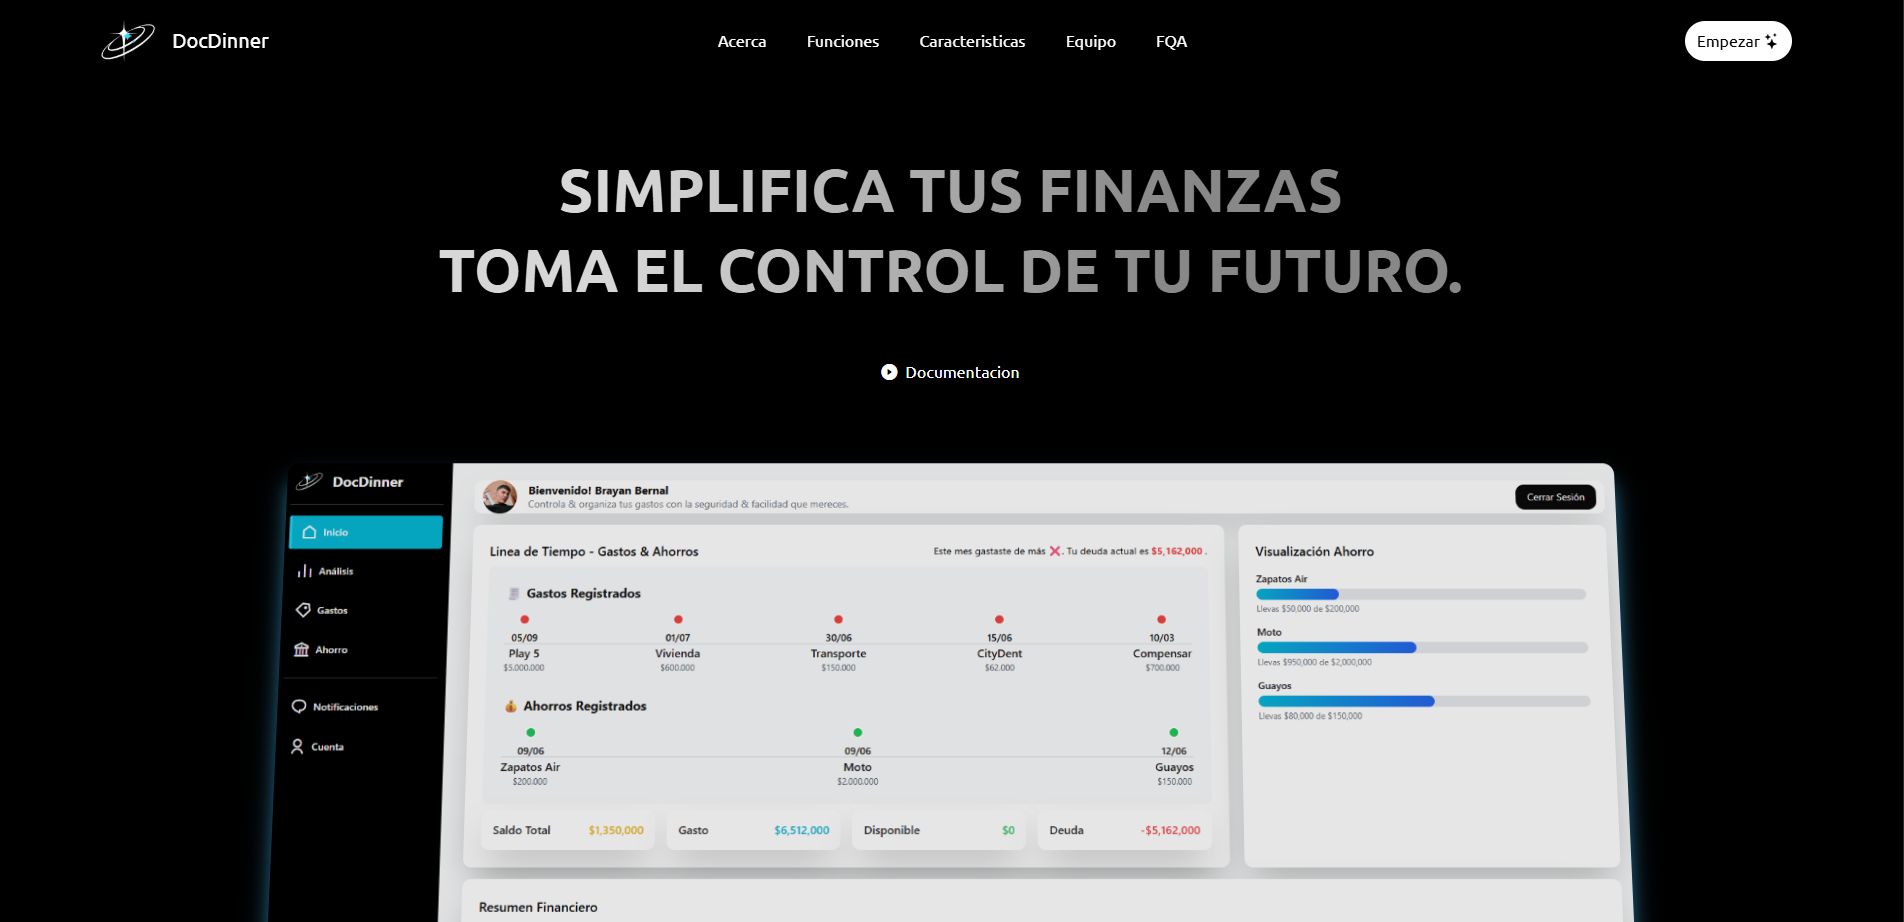 DocDinner
Acerca Funciones Caracteristicas Equipo FQA
Empezar
SIMPLIFICA TUS FINANZAS
TOMA EL CONTROL DE TU FUTURO.
Documentacion
DocDinner
Inicio
Análisis
Gastos
Ahorro
Notificaciones
Cuenta
Bienvenido! Brayan Bernal
Controla & organiza tus gastos con la seguridad & facilidad que mereces.
Cerrar Sesión
Linea de Tiempo - Gastos & Ahorros
Este mes gastaste de más ❌. Tu deuda actual es $5,162,000 .
Gastos Registrados
05/09 01/07 30/06 15/06 10/03
Play 5 Vivienda Transporte CityDent Compensar
$5.000.000 $600.000 $150.000 $62.000 $700.000
Ahorros Registrados
09/06 09/06 12/06
Zapatos Air Moto Guayos
$200.000 $2.000.000 $150.000
Saldo Total $1,350,000 Gasto $6,512,000 Disponible $0 Deuda -$5,162,000
Visualización Ahorro
Zapatos Air
Llevas $50,000 de $200,000
Moto
Llevas $950,000 de $2,000,000
Guayos
Llevas $80,000 de $150,000
Resumen Financiero